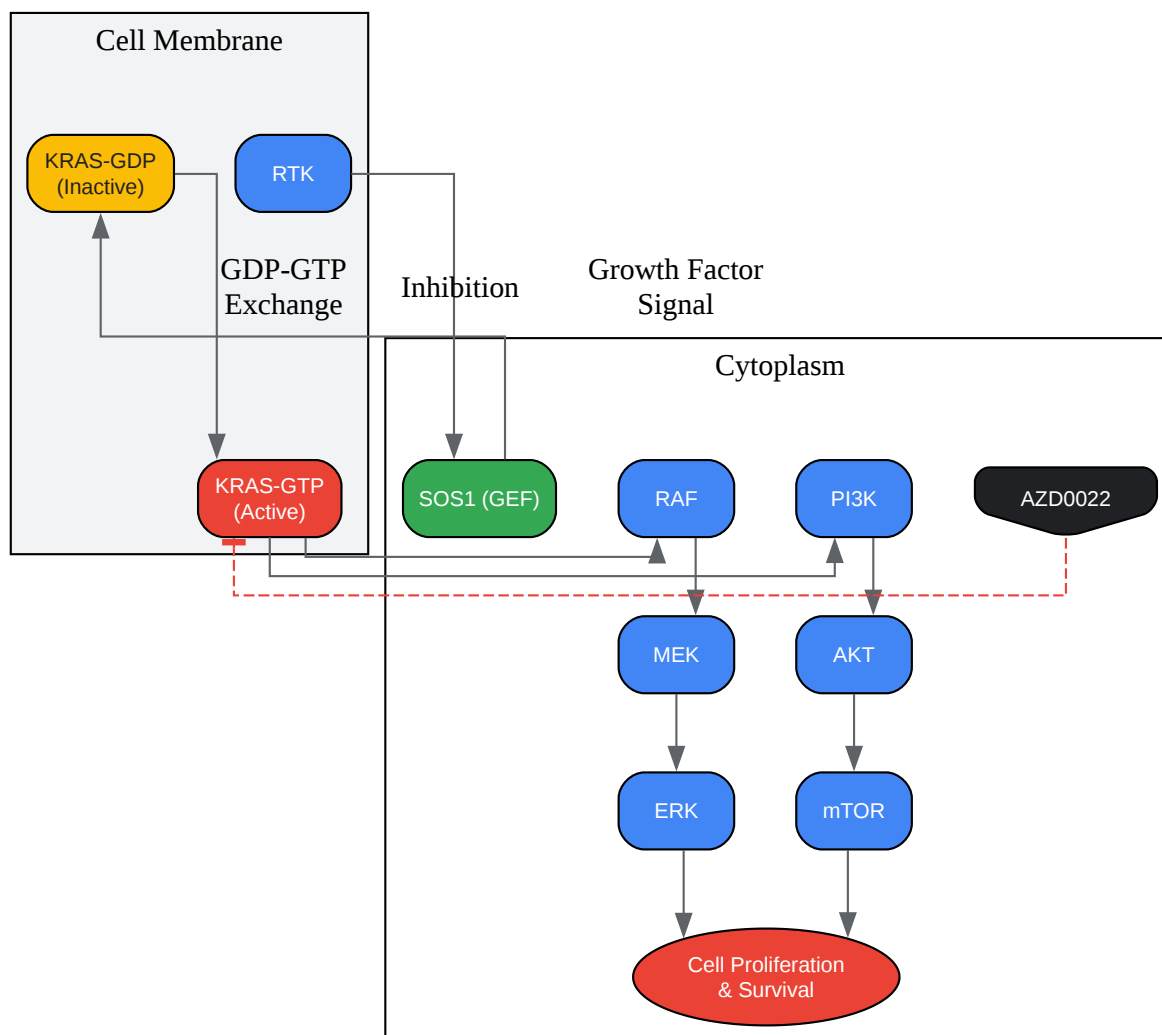 Cell Membrane
KRAS-GDP
(Inactive)
RTK
GDP-GTP
Exchange
Inhibition
Growth Factor
Signal
Cytoplasm
KRAS-GTP
(Active)
SOS1 (GEF)
RAF
PI3K
AZD0022
MEK
AKT
ERK
mTOR
Cell Proliferation
& Survival